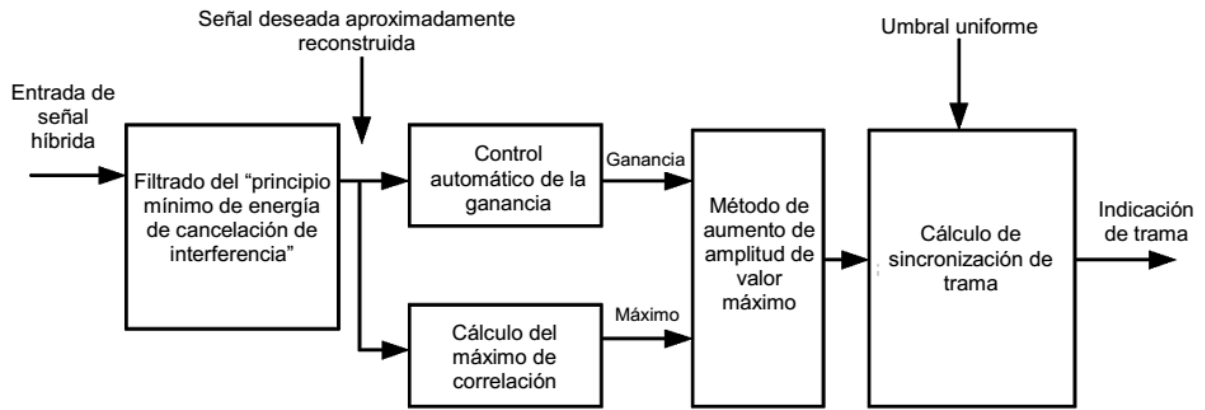 Señal deseada aproximadamente
reconstruida
Umbral uniforme
Entrada de
señal
híbrida
Filtrado del “principio
mínimo de energía
de cancelación de
interferencia”
Control
automático de la
ganancia
Ganancia
Cálculo del
máximo de
correlación
Máximo
Método de
aumento de
amplitud de
valor
máximo
Cálculo de
sincronización de
trama
Indicación
de trama